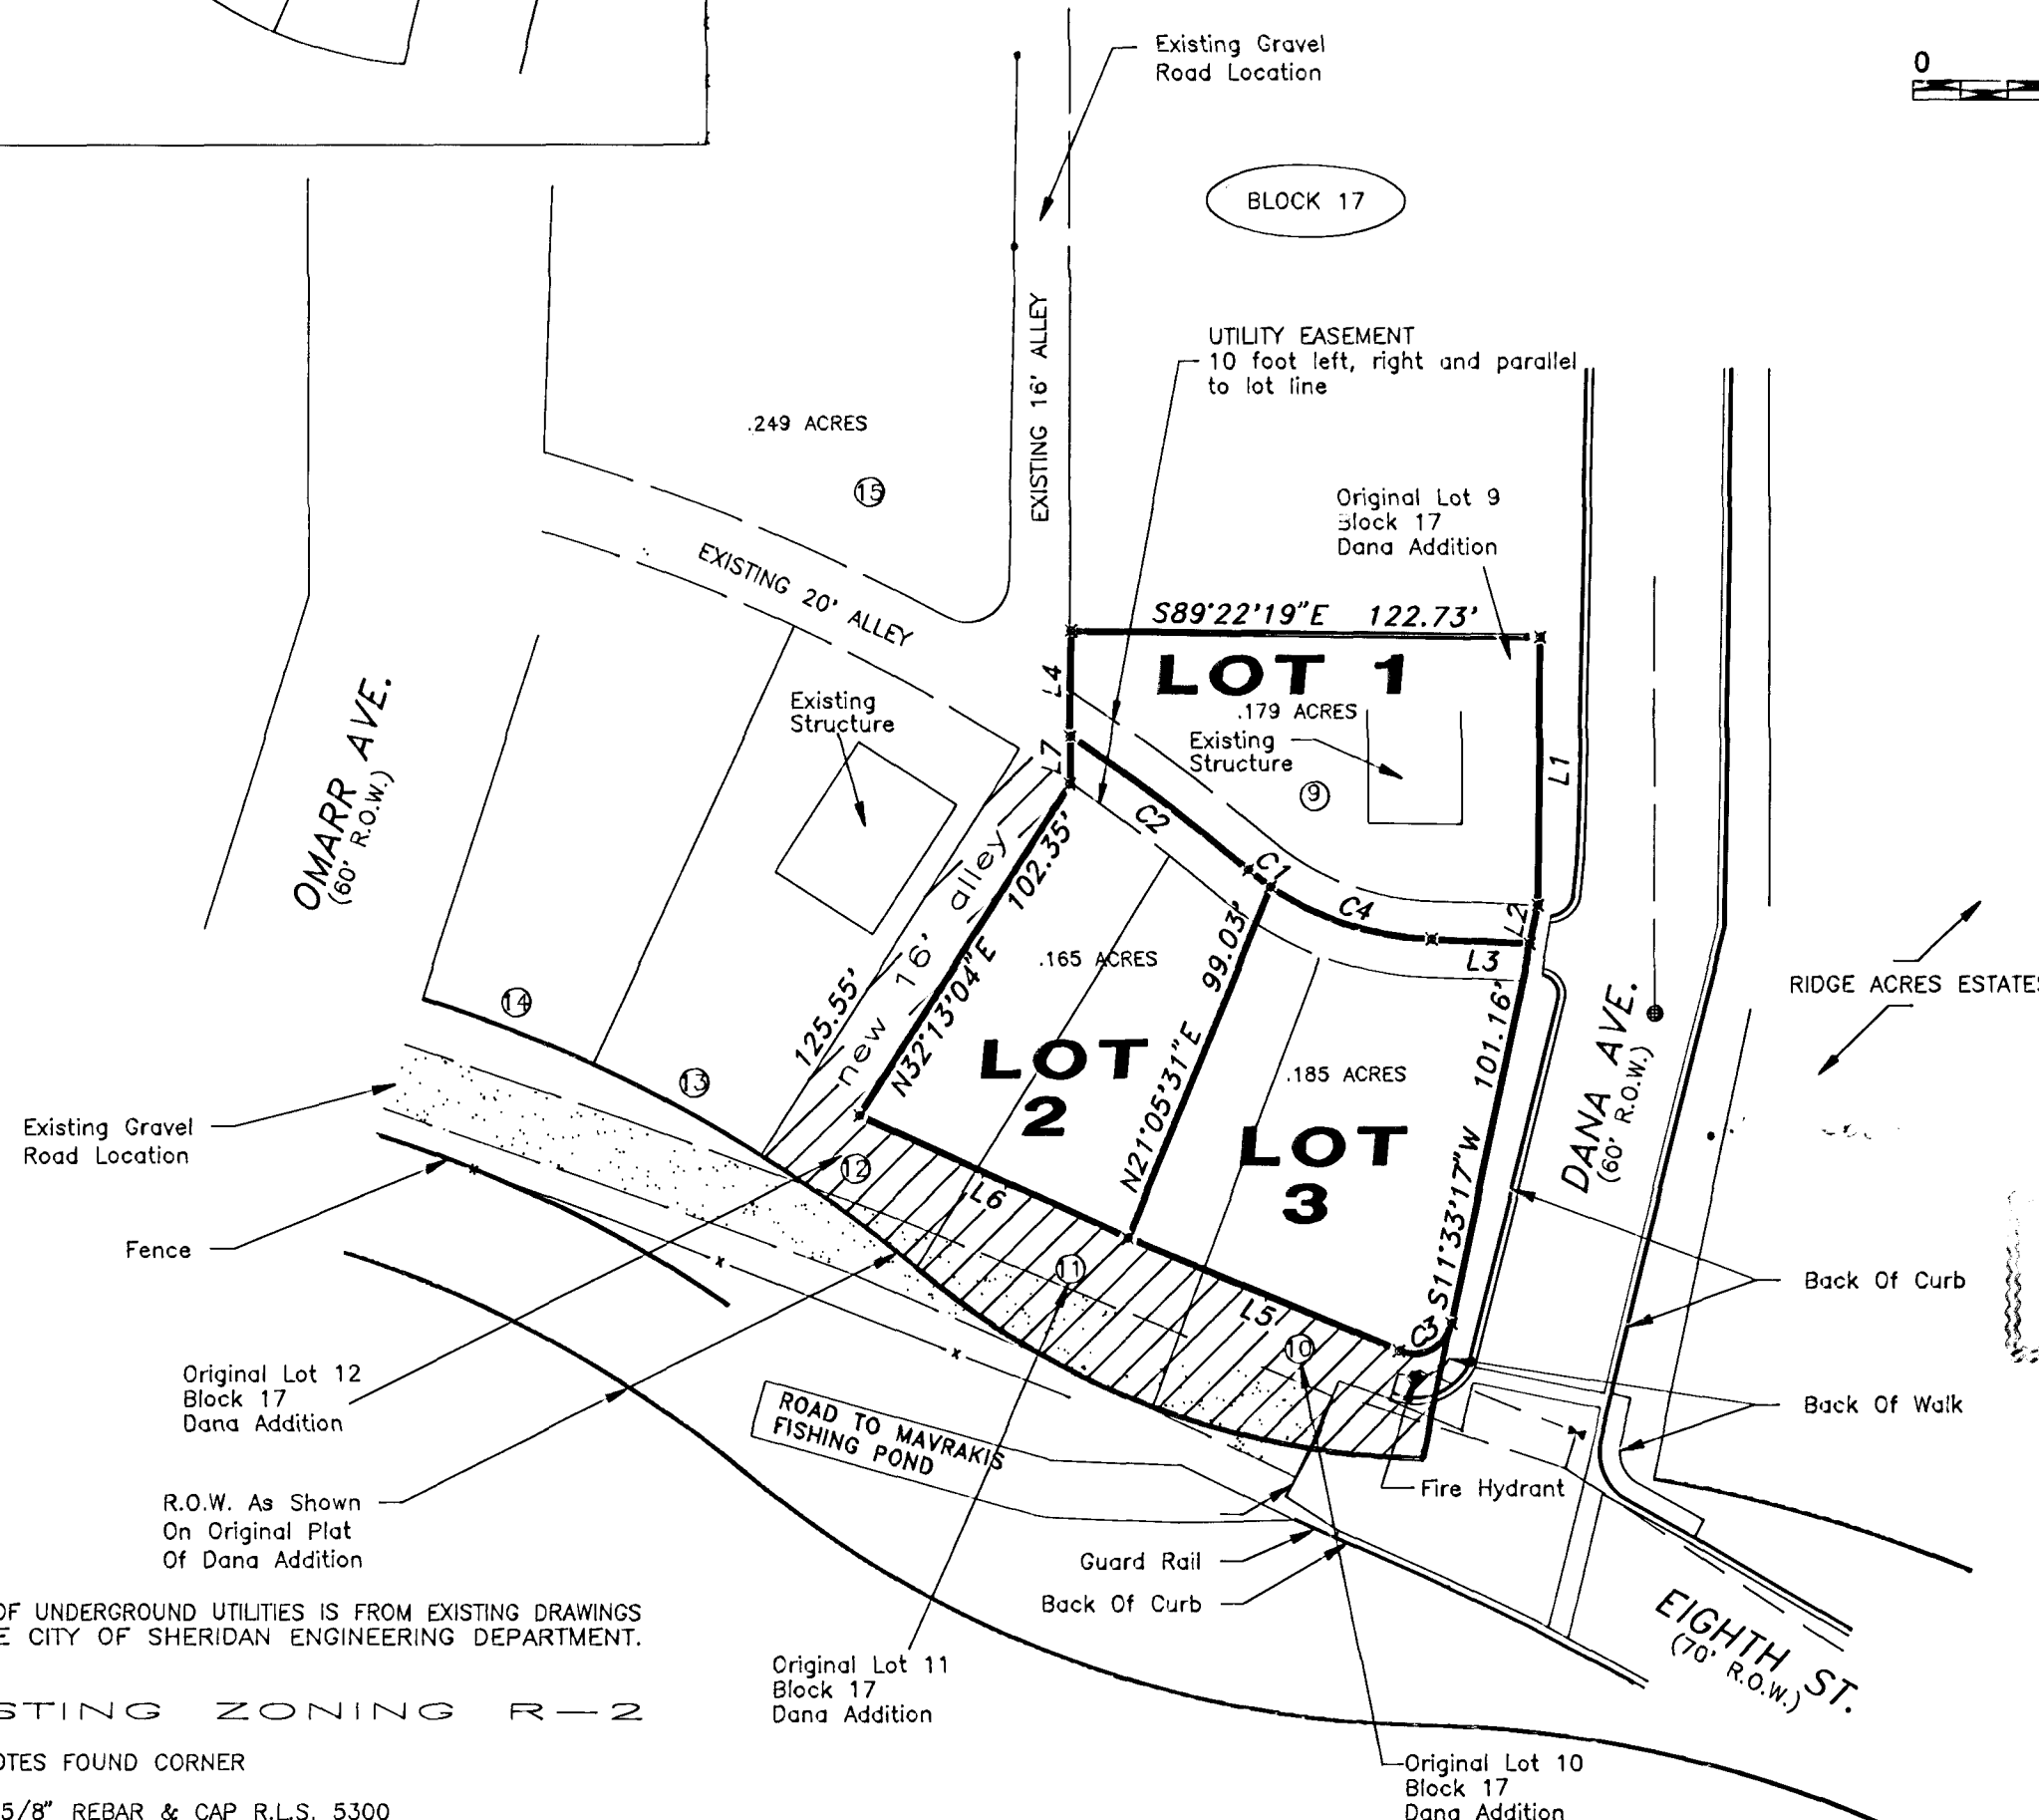 Existing Gravel
Road Location
0
BLOCK 17
EXISTING 16' ALLEY
UTILITY EASEMENT
10 foot left, right and parallel
to lot line
.249 ACRES
15
Original Lot 9
Block 17
Dana Addition
EXISTING 20' ALLEY
S89°22'19"E 122.73'
LOT 1
.179 ACRES
L4
Existing
Structure
Existing
Structure
L7
L1
9
OMARR AVE.
(60' R.O.W.)
C2
C1
C4
L2
L3
102.35'
N32°13'04"E
new 16' alley
125.55'
.165 ACRES
99.03'
N21°05'31"E
LOT
2
.185 ACRES
LOT
3
101.16'
S11°33'17"W
DANA AVE.
(60' R.O.W.)
RIDGE ACRES ESTATES
14
13
12
Existing Gravel
Road Location
L6
11
Fence
L5
C3
10
Back Of Curb
Original Lot 12
Block 17
Dana Addition
ROAD TO MAVRAKIS
FISHING POND
Back Of Walk
Fire Hydrant
R.O.W. As Shown
On Original Plat
Of Dana Addition
Guard Rail
Back Of Curb
EIGHTH ST.
(70' R.O.W.)
OF UNDERGROUND UTILITIES IS FROM EXISTING DRAWINGS
E CITY OF SHERIDAN ENGINEERING DEPARTMENT.
Original Lot 11
Block 17
Dana Addition
STING ZONING R-2
OTES FOUND CORNER
Original Lot 10
Block 17
Dana Addition
5/8" REBAR & CAP R.L.S. 5300